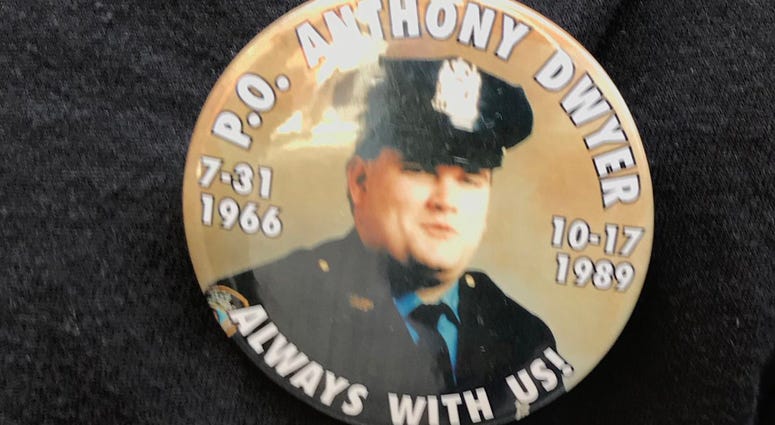 P.O. ANTHONY DWYER
7-31
1966
10-17
1989
ALWAYS WITH US!